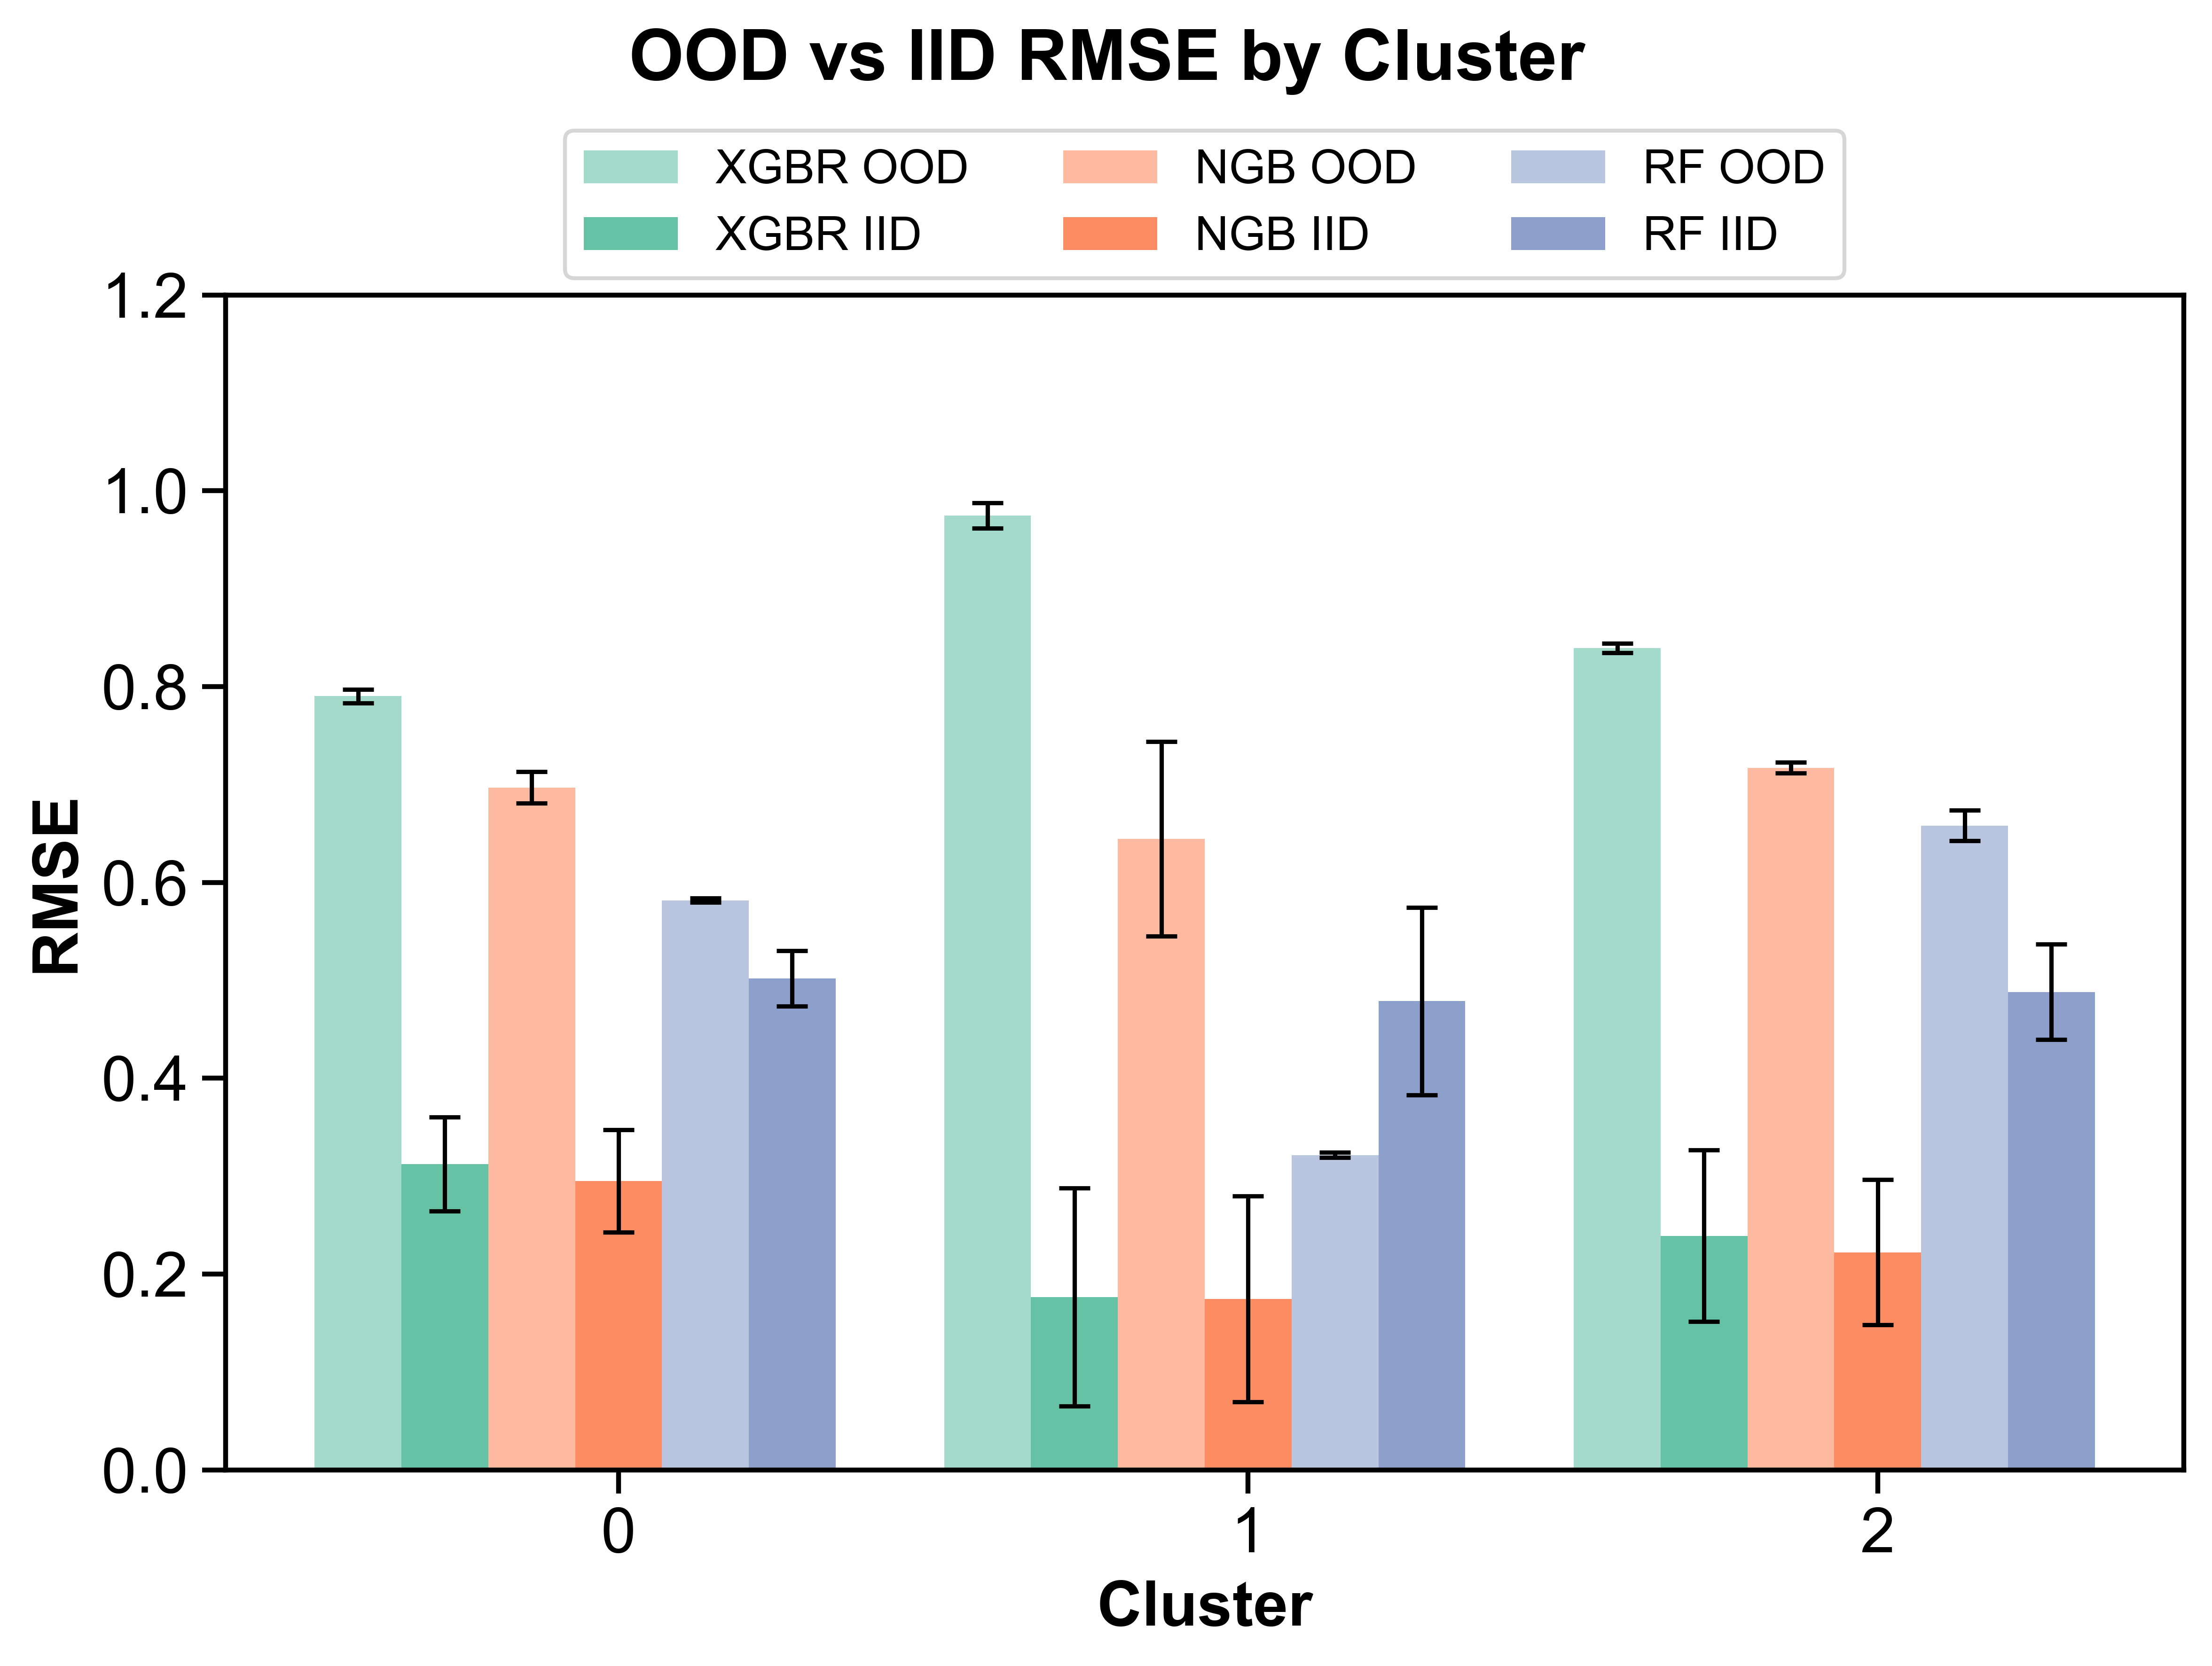 OOD vs IID RMSE by Cluster
XGBR OOD
NGB OOD
RF OOD
XGBR IID
NGB IID
RF IID
1.2
1.0
0.8
0.6
0.4
0.2
0.0
RMSE
0
1
2
Cluster